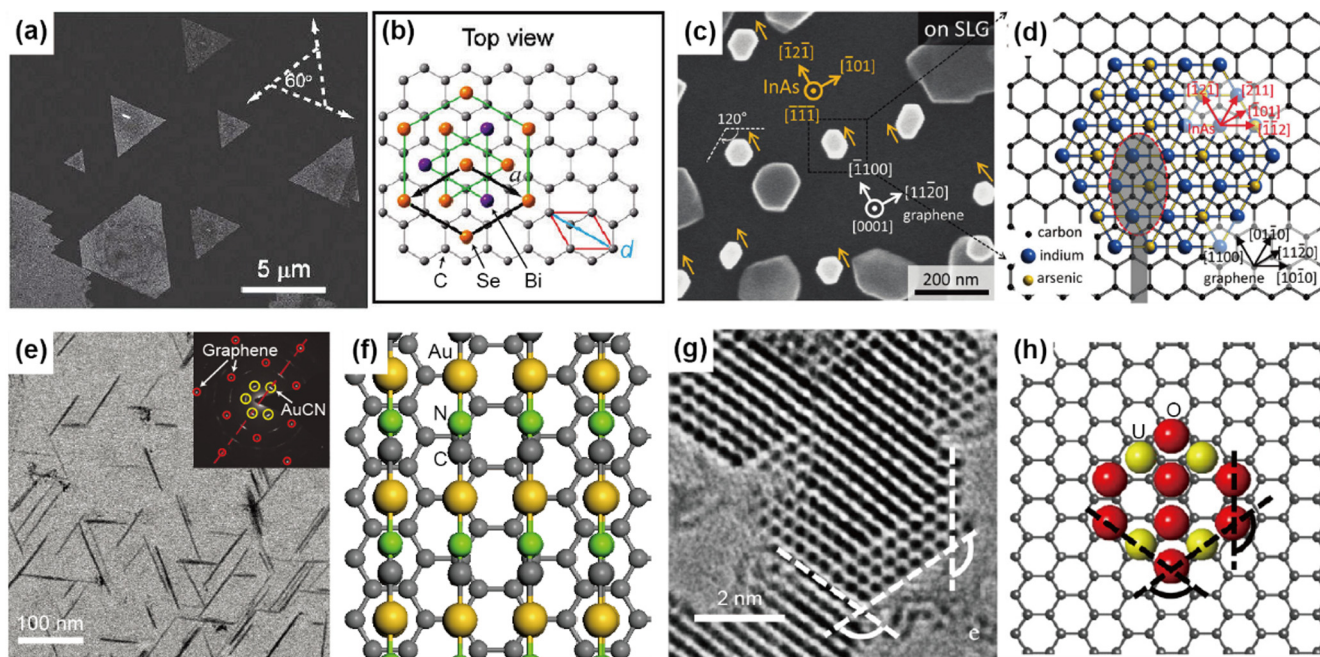 (a)
60°
5 μm
(b)
Top view
a
d
C
Se
Bi
(c)
on SLG
[1̄21̄]
[1̄01]
InAs
[1̄1̄1̄]
120°
[1̄100]
[112̄0]
[0001]
graphene
200 nm
(d)
[1̄21̄]
[2̄11]
[1̄01]
InAs
[1̄1̄2]
carbon
indium
arsenic
[011̄0]
[1̄100]
[112̄0]
graphene
[101̄0]
(e)
Graphene
AuCN
100 nm
(f)
Au
N
C
(g)
2 nm
e
(h)
O
U